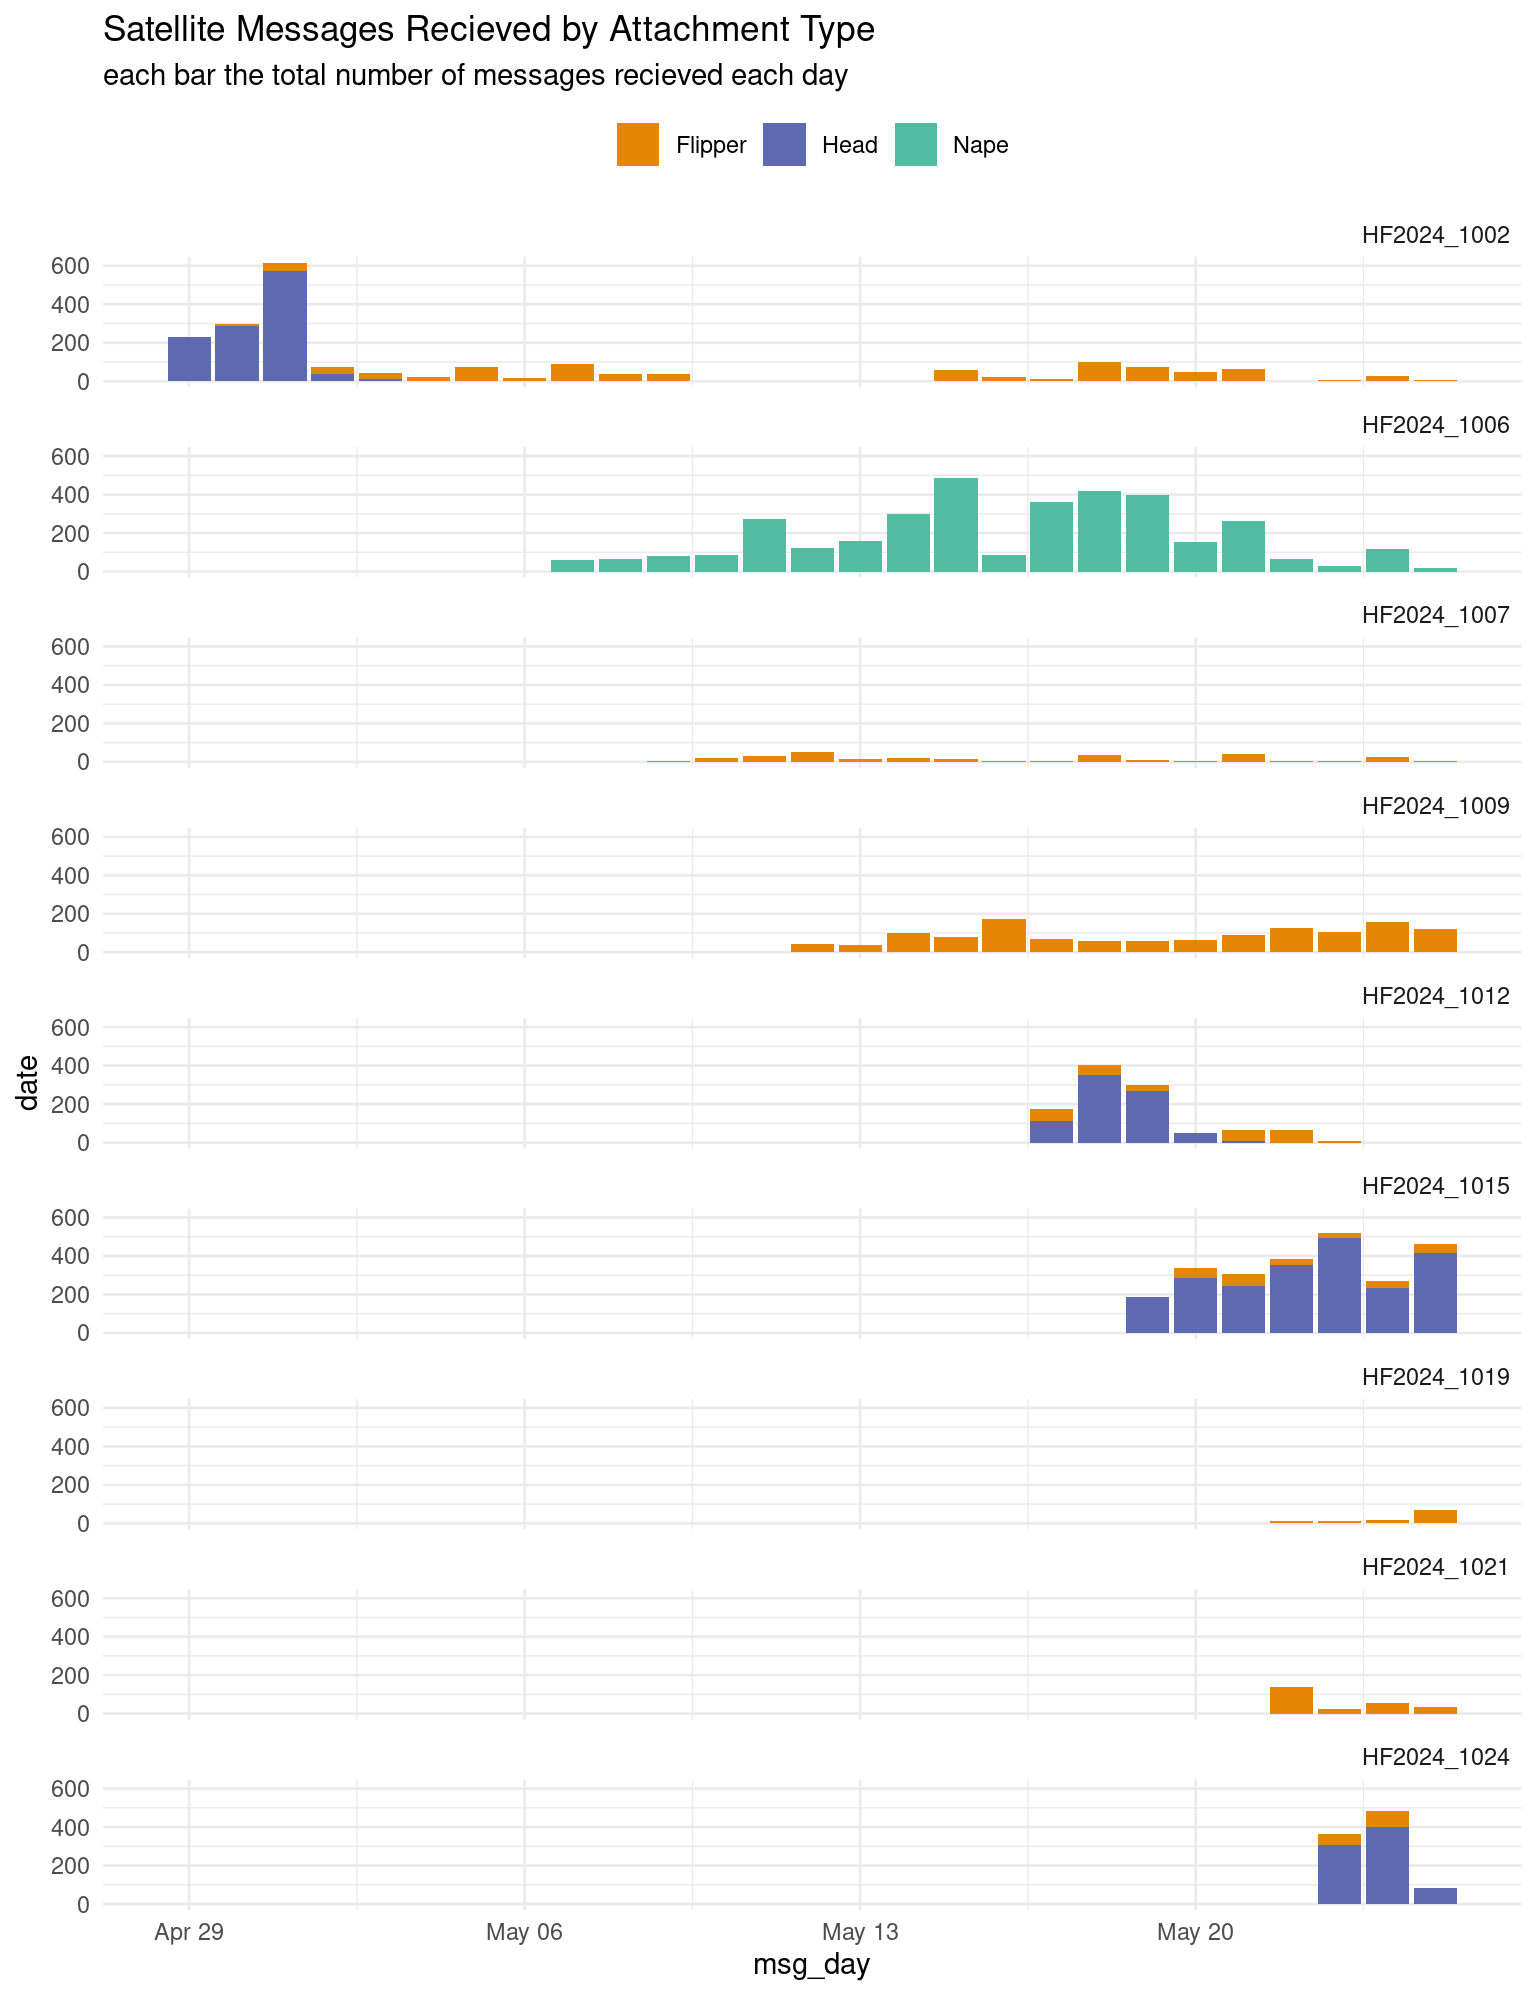 Satellite Messages Recieved by Attachment Type
each bar the total number of messages recieved each day
Flipper Head Nape
HF2024_1002
600
400
200
0
HF2024_1006
600
400
200
0
HF2024_1007
600
400
200
0
HF2024_1009
600
400
200
0
HF2024_1012
600
400
200
0
date
HF2024_1015
600
400
200
0
HF2024_1019
600
400
200
0
HF2024_1021
600
400
200
0
HF2024_1024
600
400
200
0
Apr 29 May 06 May 13 May 20
msg_day